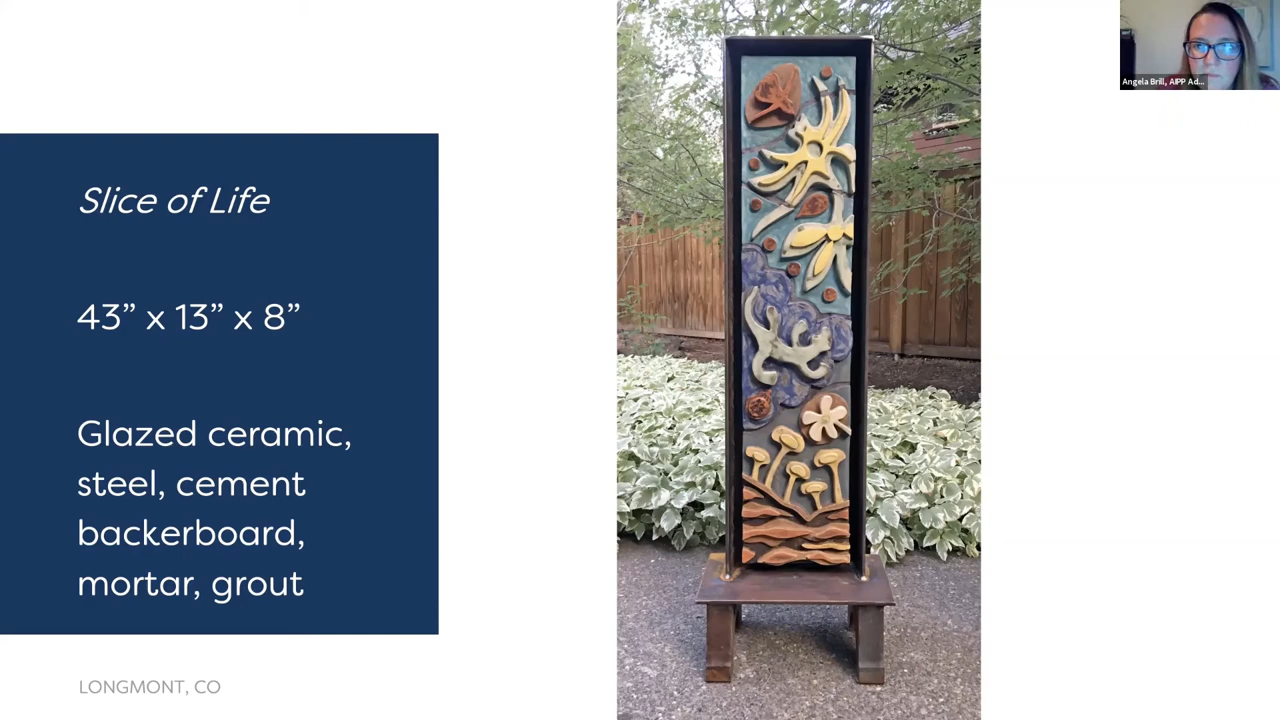 Slice of Life
43” x 13” x 8”
Glazed ceramic,
steel, cement
backerboard,
mortar, grout
LONGMONT, CO
Angela Brill, AIPP Ad...